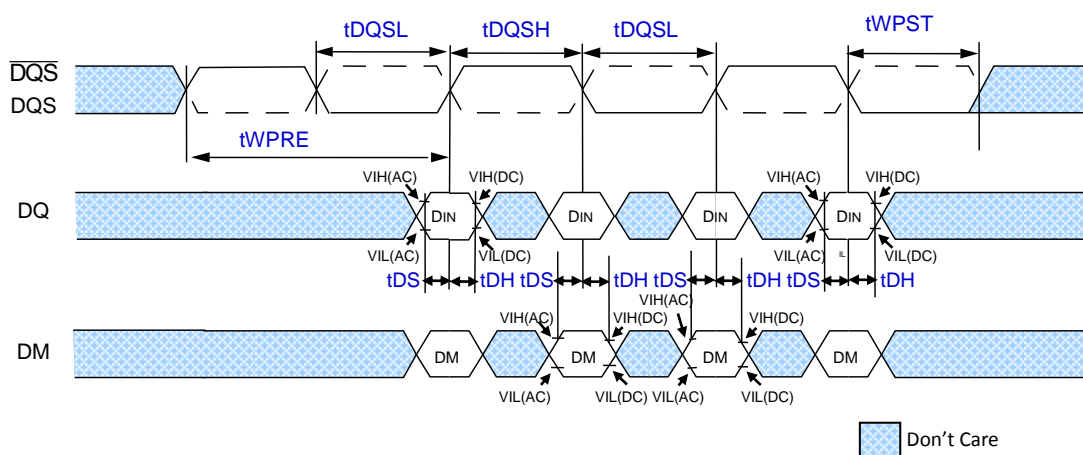 tDQSL tDQSH tDQSL tWPST
DQS
DQS
tWPRE
VIH(AC) VIH(DC) VIH(AC) VIH(DC)
DQ DIN DIN DIN DIN
VIL(AC) VIL(DC) VIL(AC) IL VIL(DC)
tDS tDH tDS tDH tDS tDH tDS tDH
VIH(AC) VIH(DC) VIH(AC) VIH(DC)
DM DM DM DM DM
VIL(AC) VIL(DC) VIL(AC) VIL(DC)
Don't Care